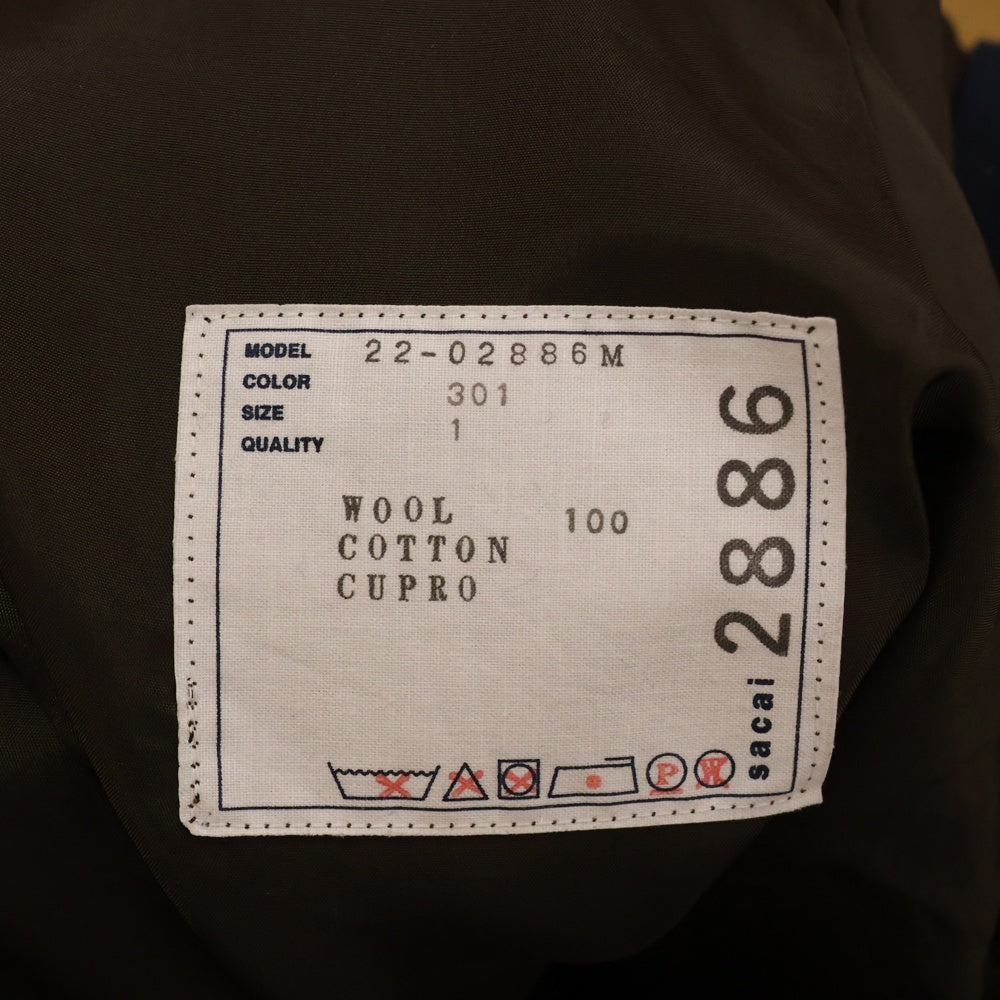 MODEL 22-02886M
COLOR 301
SIZE 1
QUALITY
WOOL 100
COTTON
CUPRO
P W
sacai 2886